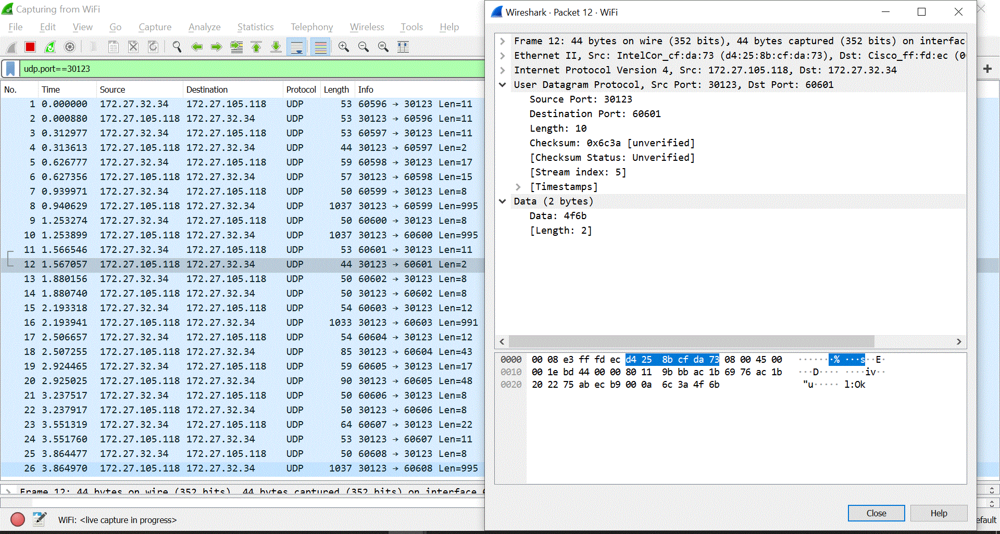 Capturing from WiFi
File Edit View Go Capture Analyze Statistics Telephony Wireless Tools Help
udp.port==30123
No. Time Source Destination Protocol Length Info
1 0.000000 172.27.32.34 172.27.105.118 UDP 53 60596 → 30123 Len=11
2 0.000880 172.27.105.118 172.27.32.34 UDP 53 30123 → 60596 Len=11
3 0.312977 172.27.32.34 172.27.105.118 UDP 53 60597 → 30123 Len=11
4 0.313613 172.27.105.118 172.27.32.34 UDP 44 30123 → 60597 Len=2
5 0.626777 172.27.32.34 172.27.105.118 UDP 59 60598 → 30123 Len=17
6 0.627356 172.27.105.118 172.27.32.34 UDP 57 30123 → 60598 Len=15
7 0.939971 172.27.32.34 172.27.105.118 UDP 50 60599 → 30123 Len=8
8 0.940629 172.27.105.118 172.27.32.34 UDP 1037 30123 → 60599 Len=995
9 1.253274 172.27.32.34 172.27.105.118 UDP 50 60600 → 30123 Len=8
10 1.253899 172.27.105.118 172.27.32.34 UDP 1037 30123 → 60600 Len=995
11 1.566546 172.27.32.34 172.27.105.118 UDP 53 60601 → 30123 Len=11
12 1.567057 172.27.105.118 172.27.32.34 UDP 44 30123 → 60601 Len=2
13 1.880156 172.27.32.34 172.27.105.118 UDP 50 60602 → 30123 Len=8
14 1.880740 172.27.105.118 172.27.32.34 UDP 50 30123 → 60602 Len=8
15 2.193318 172.27.32.34 172.27.105.118 UDP 54 60603 → 30123 Len=12
16 2.193941 172.27.105.118 172.27.32.34 UDP 1033 30123 → 60603 Len=991
17 2.506657 172.27.32.34 172.27.105.118 UDP 54 60604 → 30123 Len=12
18 2.507255 172.27.105.118 172.27.32.34 UDP 85 30123 → 60604 Len=43
19 2.924465 172.27.32.34 172.27.105.118 UDP 59 60605 → 30123 Len=17
20 2.925025 172.27.105.118 172.27.32.34 UDP 90 30123 → 60605 Len=48
21 3.237517 172.27.32.34 172.27.105.118 UDP 50 60606 → 30123 Len=8
22 3.237917 172.27.105.118 172.27.32.34 UDP 50 30123 → 60606 Len=8
23 3.551319 172.27.32.34 172.27.105.118 UDP 64 60607 → 30123 Len=22
24 3.551760 172.27.105.118 172.27.32.34 UDP 53 30123 → 60607 Len=11
25 3.864477 172.27.32.34 172.27.105.118 UDP 50 60608 → 30123 Len=8
26 3.864970 172.27.105.118 172.27.32.34 UDP 1037 30123 → 60608 Len=995
Frame 12: 44 bytes on wire (352 bits), 44 bytes captured (352 bits) on interface
WiFi: <live capture in progress>
Wireshark · Packet 12 · WiFi
Frame 12: 44 bytes on wire (352 bits), 44 bytes captured (352 bits) on interfac
Ethernet II, Src: IntelCor_cf:da:73 (d4:25:8b:cf:da:73), Dst: Cisco_ff:fd:ec (0
Internet Protocol Version 4, Src: 172.27.105.118, Dst: 172.27.32.34
User Datagram Protocol, Src Port: 30123, Dst Port: 60601
Source Port: 30123
Destination Port: 60601
Length: 10
Checksum: 0x6c3a [unverified]
[Checksum Status: Unverified]
[Stream index: 5]
[Timestamps]
Data (2 bytes)
Data: 4f6b
[Length: 2]
0000 00 08 e3 ff fd ec d4 25 8b cf da 73 08 00 45 00 ·······% ···s··E·
0010 00 1e bd 44 00 00 80 11 9b bb ac 1b 69 76 ac 1b ···D···· ····iv··
0020 20 22 75 ab ec b9 00 0a 6c 3a 4f 6b "u····· l:Ok
Close Help
efault